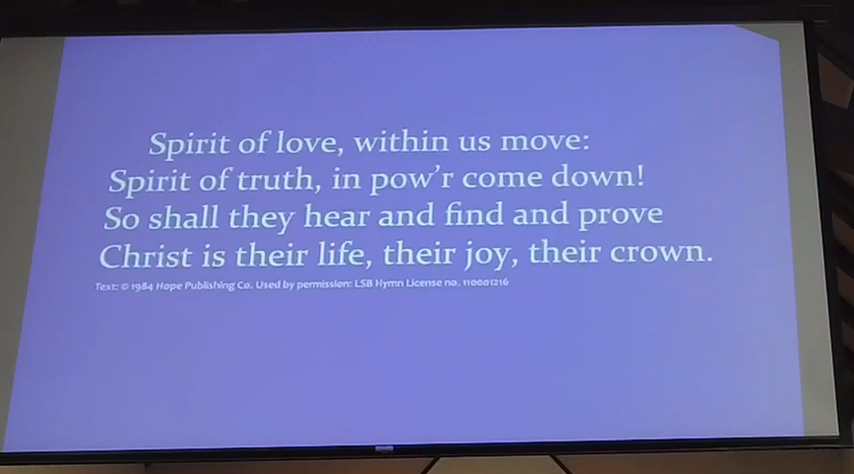 Spirit of love, within us move:
Spirit of truth, in pow'r come down!
So shall they hear and find and prove
Christ is their life, their joy, their crown.
Text: © 1984 Hope Publishing Co. Used by permission: LSB Hymn License no. 110001216